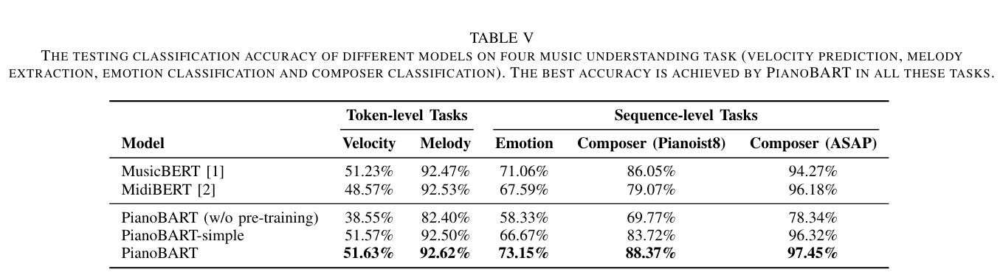 TABLE V
THE TESTING CLASSIFICATION ACCURACY OF DIFFERENT MODELS ON FOUR MUSIC UNDERSTANDING TASK (VELOCITY PREDICTION, MELODY
EXTRACTION, EMOTION CLASSIFICATION AND COMPOSER CLASSIFICATION). THE BEST ACCURACY IS ACHIEVED BY PIANOBART IN ALL THESE TASKS.
Token-level Tasks Sequence-level Tasks
Model Velocity Melody Emotion Composer (Pianoist8) Composer (ASAP)
MusicBERT [1] 51.23% 92.47% 71.06% 86.05% 94.27%
MidiBERT [2] 48.57% 92.53% 67.59% 79.07% 96.18%
PianoBART (w/o pre-training) 38.55% 82.40% 58.33% 69.77% 78.34%
PianoBART-simple 51.57% 92.50% 66.67% 83.72% 96.32%
PianoBART 51.63% 92.62% 73.15% 88.37% 97.45%